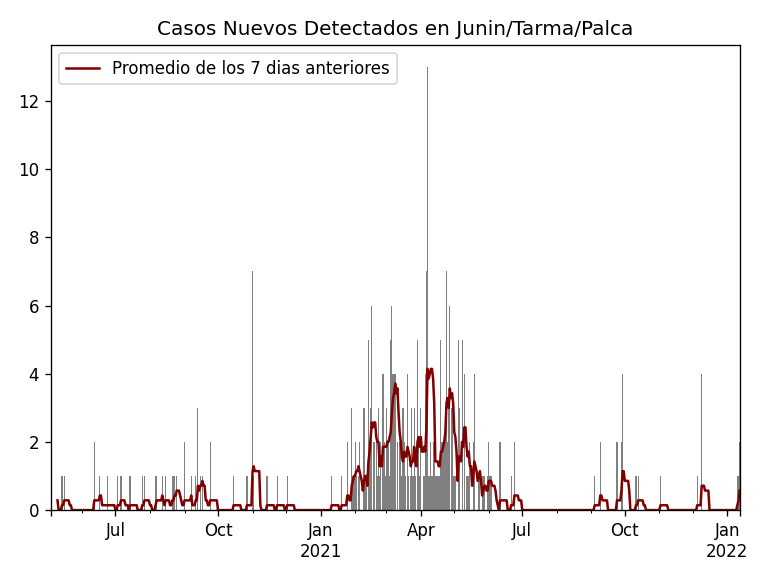 Casos Nuevos Detectados en Junin/Tarma/Palca
Promedio de los 7 dias anteriores
12
10
8
6
4
2
0
Jul
Oct
Jan
2021
Apr
Jul
Oct
Jan
2022